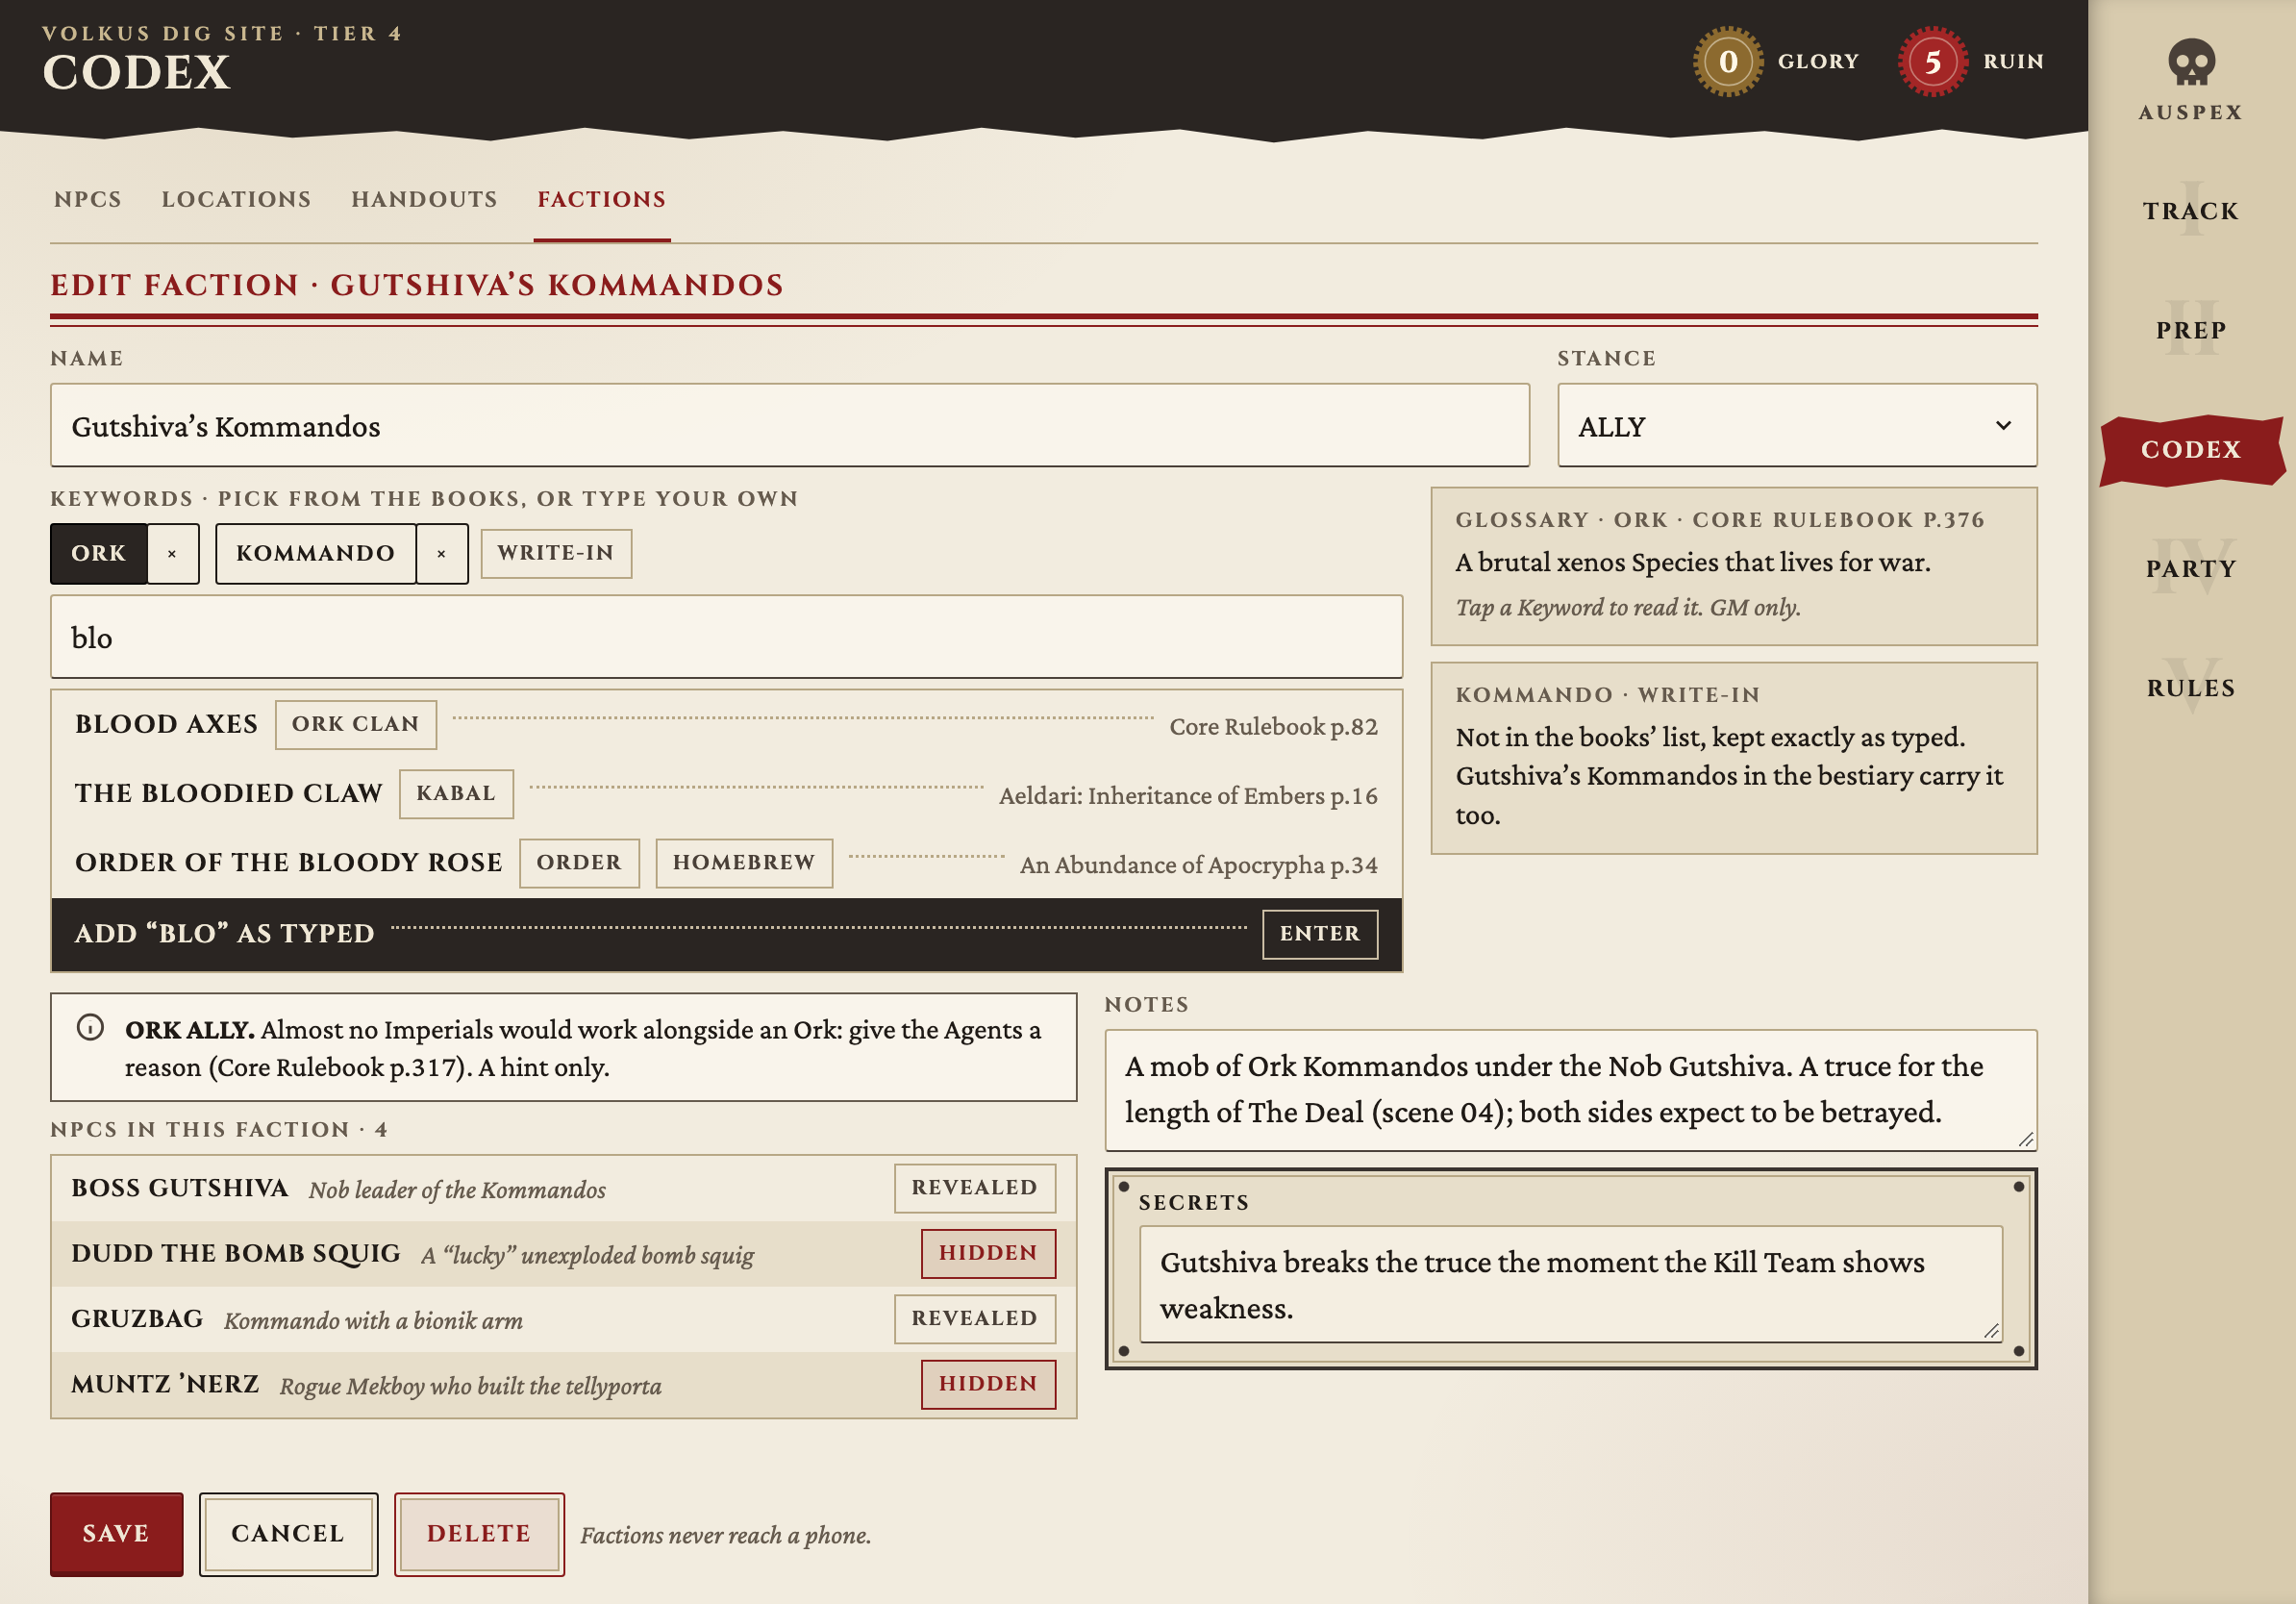 VOLKUS DIG SITE · TIER 4
CODEX
0 GLORY
5 RUIN
AUSPEX
I TRACK
II PREP
CODEX
IV PARTY
V RULES
NPCS LOCATIONS HANDOUTS FACTIONS
EDIT FACTION · GUTSHIVA’S KOMMANDOS
NAME
Gutshiva’s Kommandos
STANCE
ALLY
KEYWORDS · PICK FROM THE BOOKS, OR TYPE YOUR OWN
ORK × KOMMANDO × WRITE-IN
blo
BLOOD AXES ORK CLAN Core Rulebook p.82
THE BLOODIED CLAW KABAL Aeldari: Inheritance of Embers p.16
ORDER OF THE BLOODY ROSE ORDER HOMEBREW An Abundance of Apocrypha p.34
ADD “BLO” AS TYPED ENTER
GLOSSARY · ORK · CORE RULEBOOK P.376
A brutal xenos Species that lives for war.
Tap a Keyword to read it. GM only.
KOMMANDO · WRITE-IN
Not in the books’ list, kept exactly as typed.
Gutshiva’s Kommandos in the bestiary carry it
too.
ORK ALLY. Almost no Imperials would work alongside an Ork: give the Agents a
reason (Core Rulebook p.317). A hint only.
NPCS IN THIS FACTION · 4
BOSS GUTSHIVA Nob leader of the Kommandos REVEALED
DUDD THE BOMB SQUIG A “lucky” unexploded bomb squig HIDDEN
GRUZBAG Kommando with a bionik arm REVEALED
MUNTZ ’NERZ Rogue Mekboy who built the tellyporta HIDDEN
NOTES
A mob of Ork Kommandos under the Nob Gutshiva. A truce for the
length of The Deal (scene 04); both sides expect to be betrayed.
SECRETS
Gutshiva breaks the truce the moment the Kill Team shows
weakness.
SAVE CANCEL DELETE Factions never reach a phone.